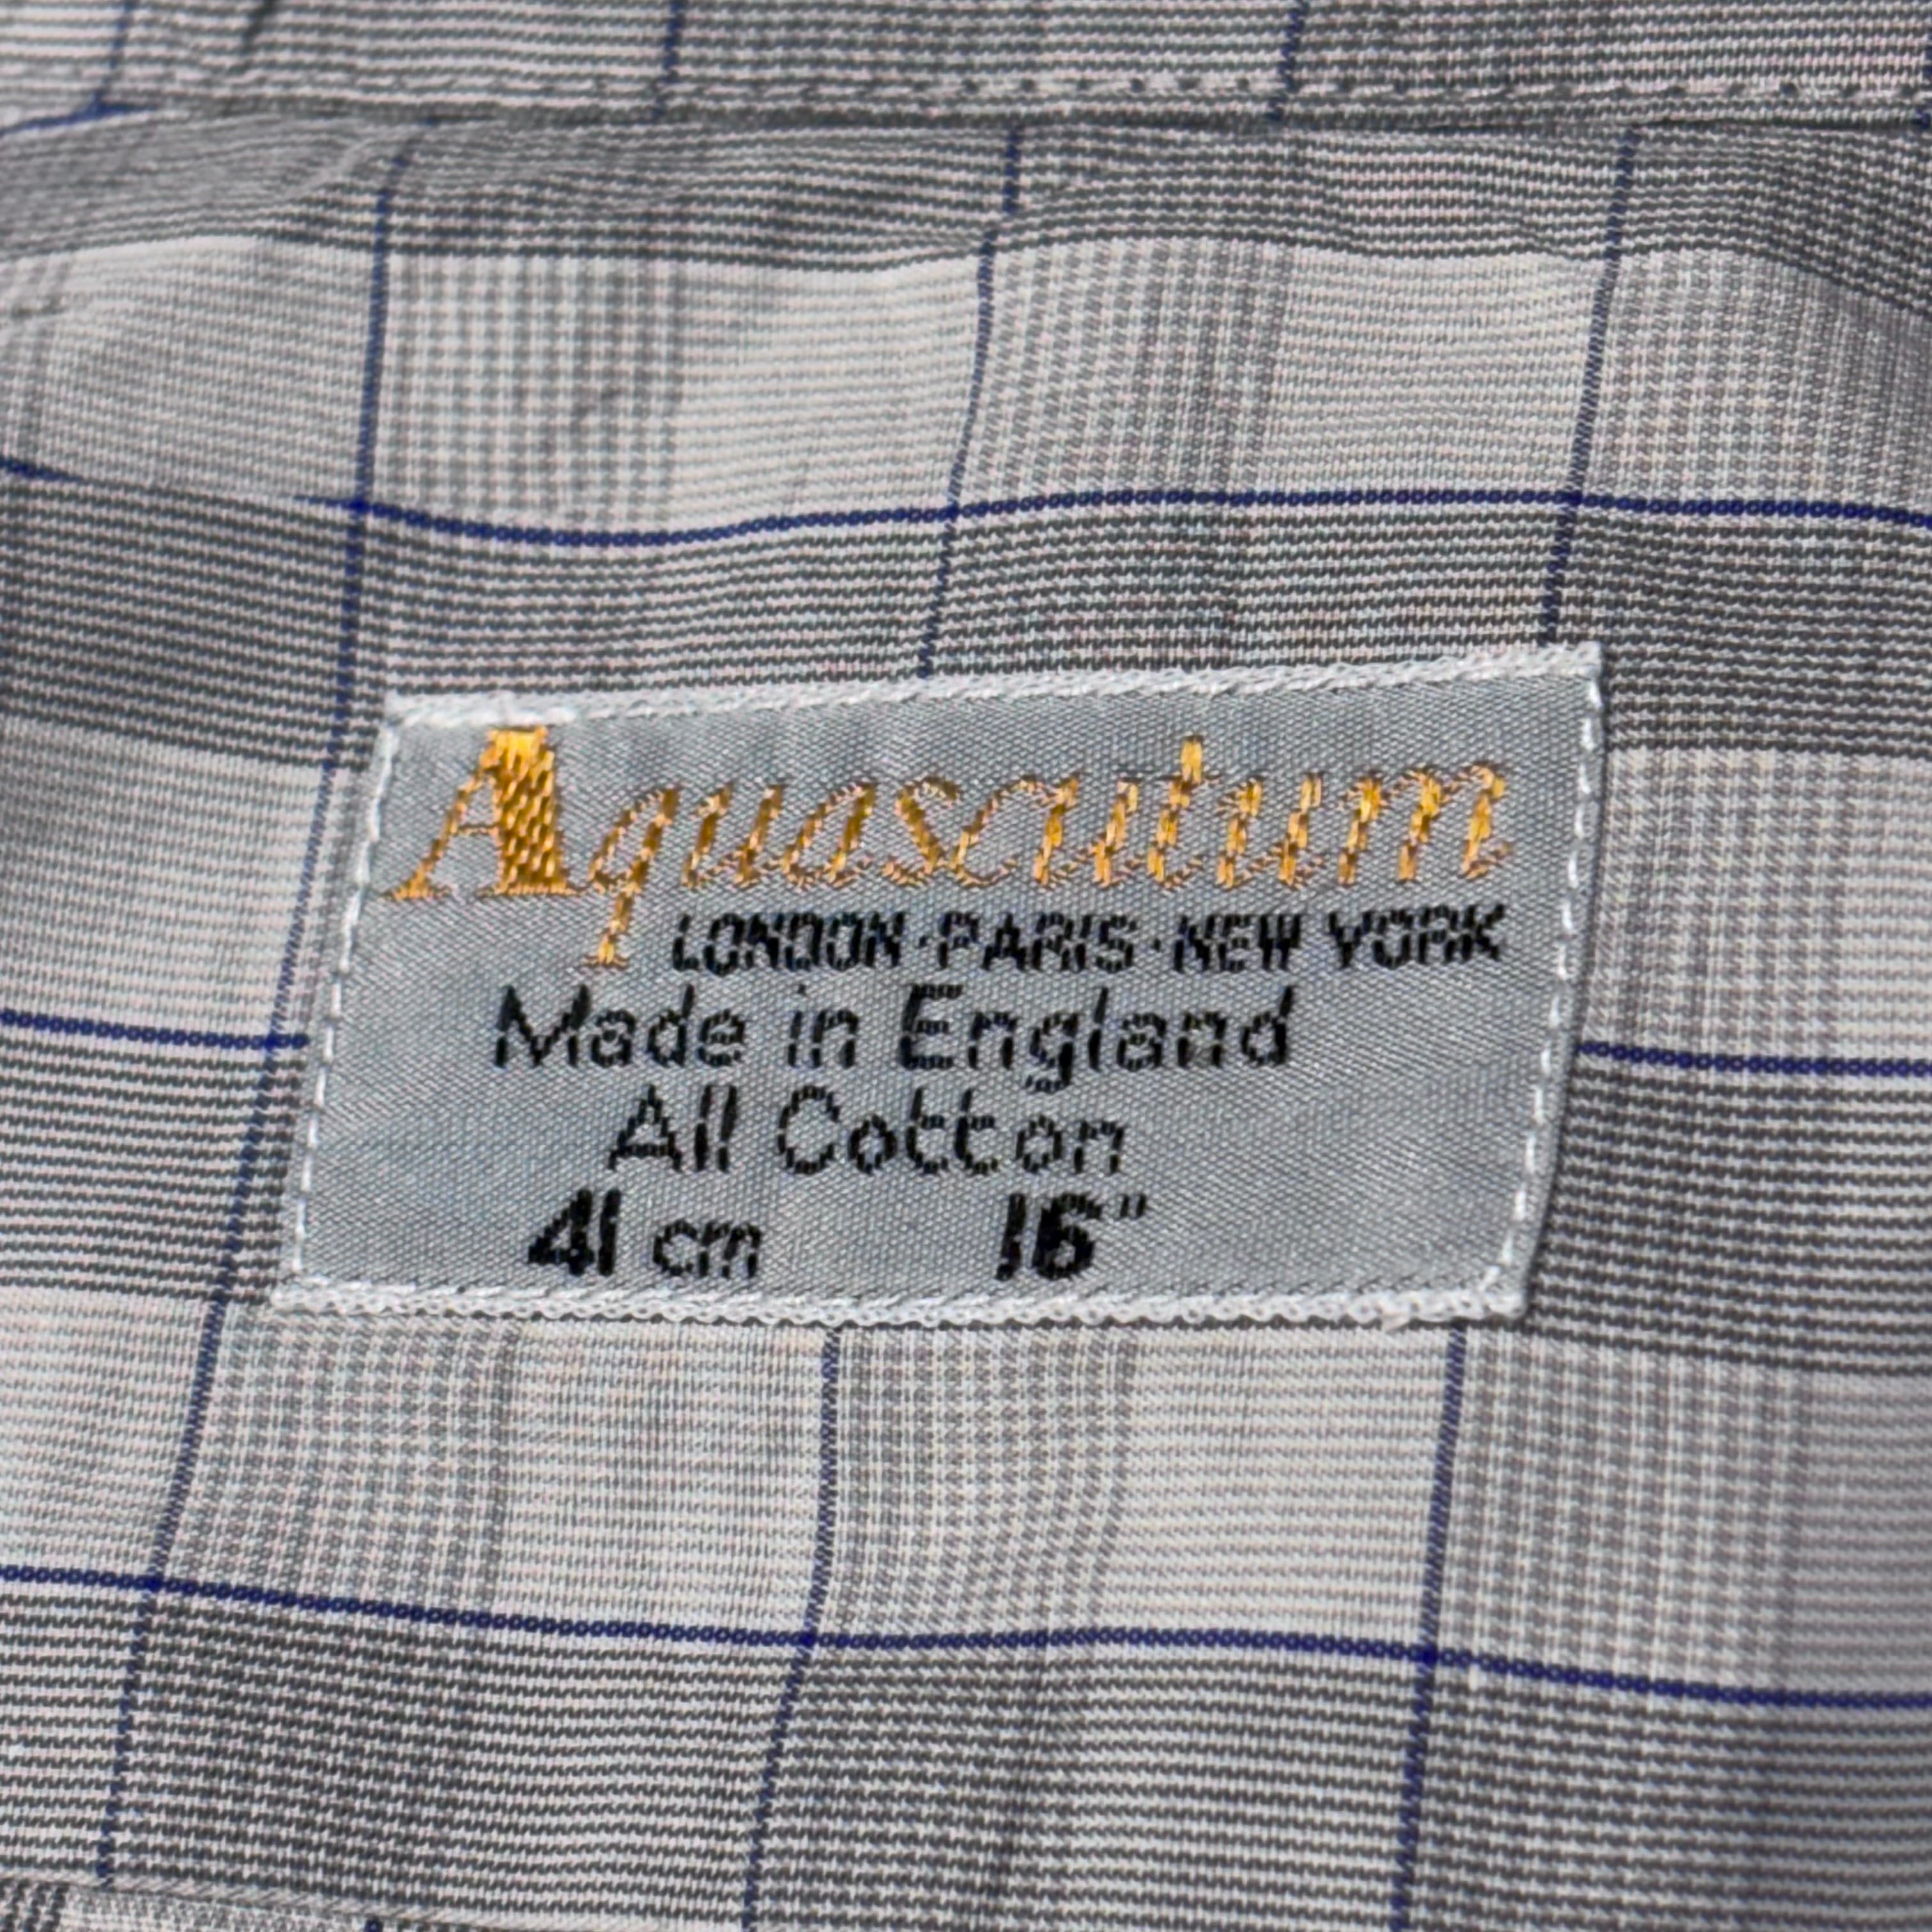 Aquascutum
LONDON·PARIS·NEW YORK
Made in England
All Cotton
41 cm 16"